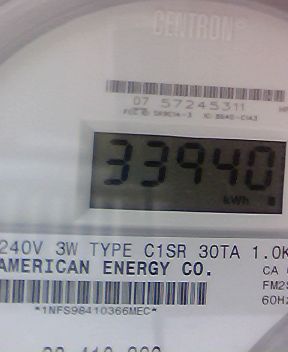 CENTRON®
07 57245311
33940
kWh
240V 3W TYPE C1SR 30TA 1.0K
AMERICAN ENERGY CO.
CA
FM2S
60Hz
*1NFS98410366MEC*